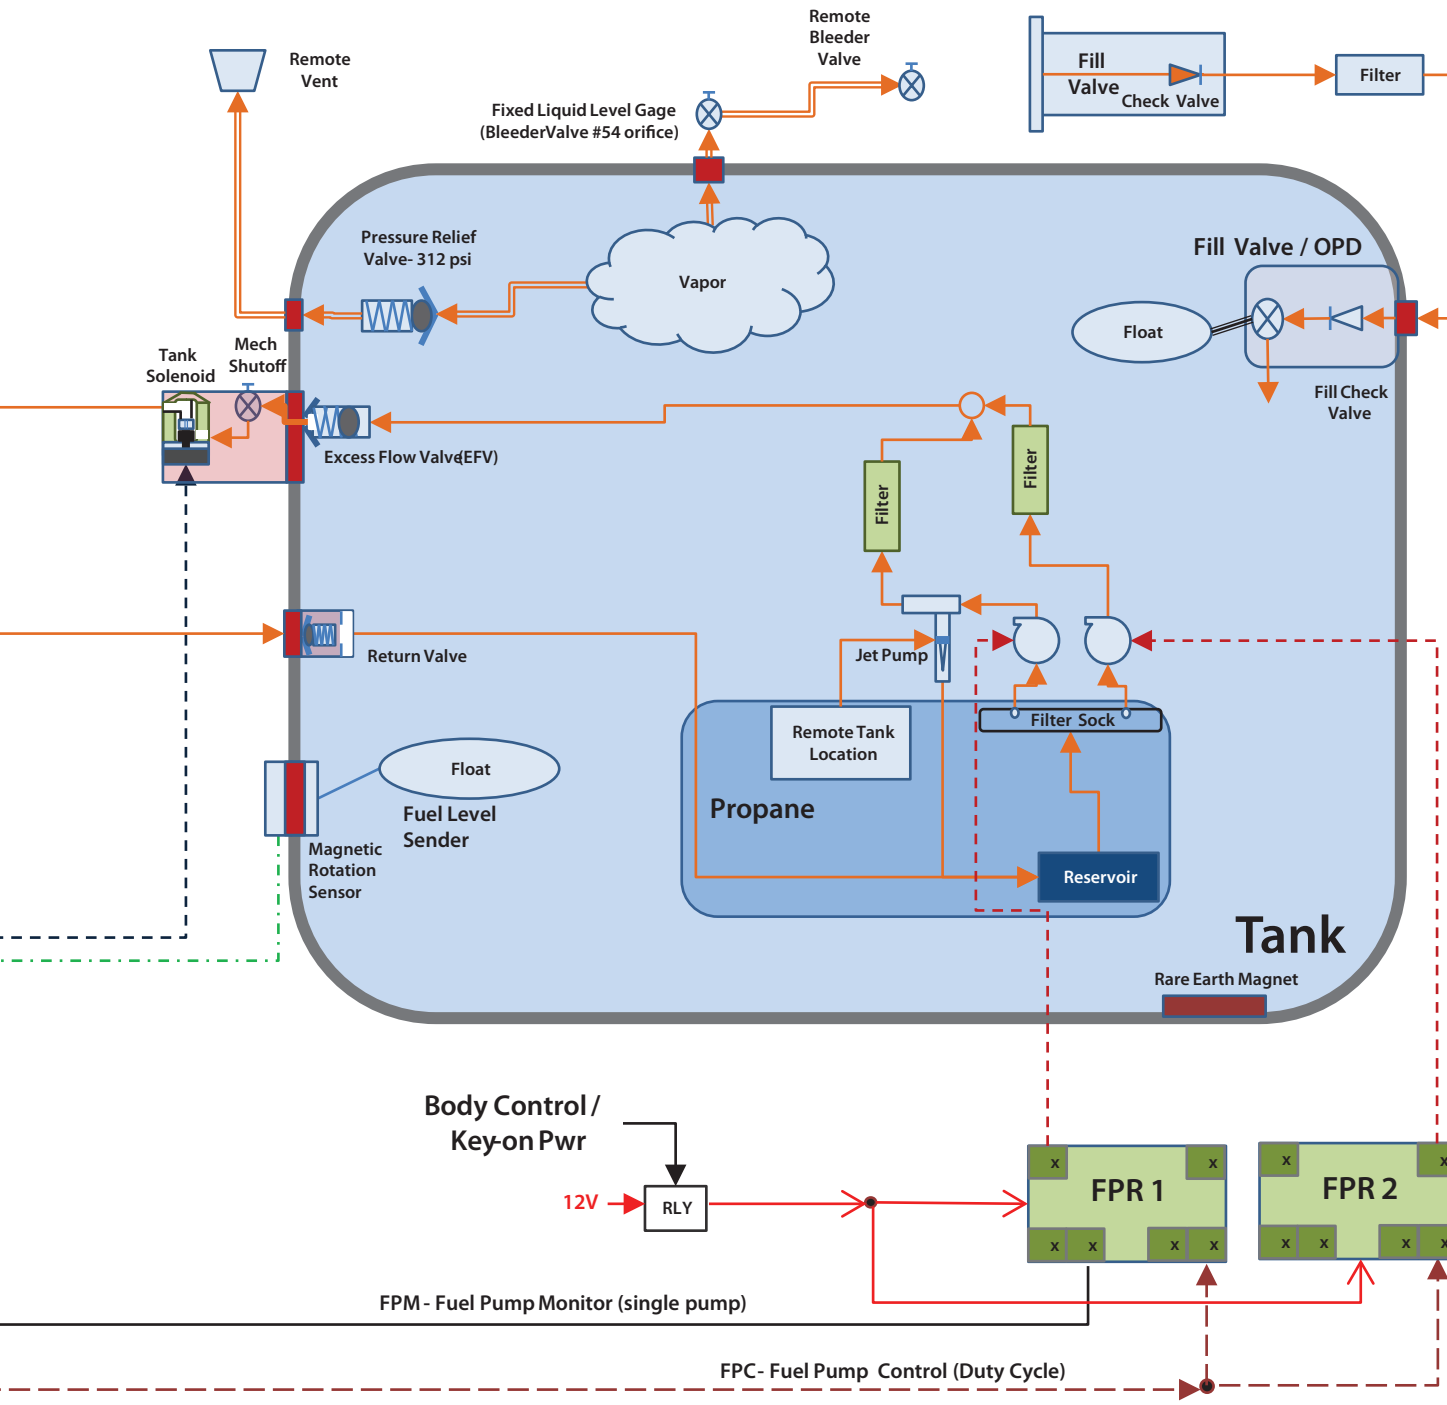 Remote
Bleeder
Valve
Remote
Vent
Fill
Valve
Check Valve
Filter
Fixed Liquid Level Gage
(BleederValve #54 orifice)
Pressure Relief
Valve- 312 psi
Vapor
Fill Valve / OPD
Float
Fill Check
Valve
Mech
Shutoff
Tank
Solenoid
Excess Flow Valve(EFV)
Filter
Filter
Return Valve
Jet Pump
Remote Tank
Location
Filter Sock
Propane
Reservoir
Float
Fuel Level
Sender
Magnetic
Rotation
Sensor
Tank
Rare Earth Magnet
Body Control /
Key-on Pwr
12V
RLY
x x
FPR 1
x x x x
x x
FPR 2
x x x x
FPM - Fuel Pump Monitor (single pump)
FPC- Fuel Pump Control (Duty Cycle)